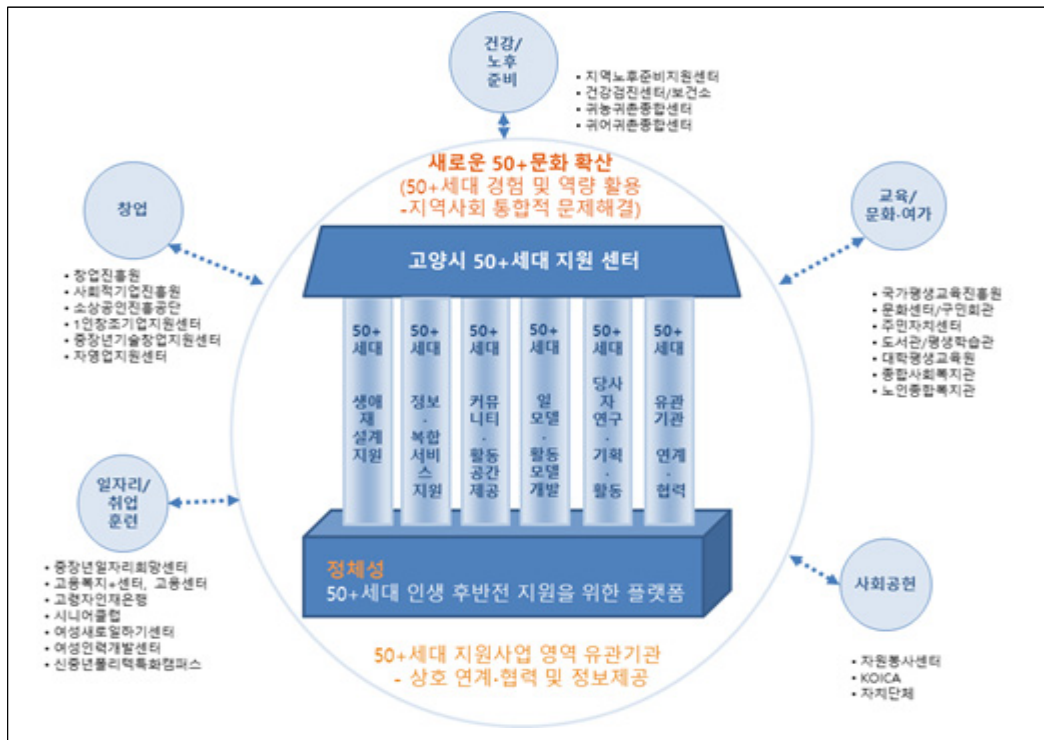 건강/
노후
준비
• 지역노후준비지원센터
• 건강검진센터/보건소
• 귀농귀촌종합센터
• 귀어귀촌종합센터
새로운 50+문화 확산
(50+세대 경험 및 역량 활용
-지역사회 통합적 문제해결)
창업
• 창업진흥원
• 사회적기업진흥원
• 소상공인진흥공단
• 1인창조기업지원센터
• 중장년기술창업지원센터
• 자영업지원센터
교육/
문화·여가
• 국가평생교육진흥원
• 문화센터/구민회관
• 주민자치센터
• 도서관/평생학습관
• 대학평생교육원
• 종합사회복지관
• 노인종합복지관
고양시 50+세대 지원 센터
50+
세대
생애
재
설계
지원
50+
세대
정보
·
복합
서비
스
지원
50+
세대
커뮤
니티
·
활동
공간
제공
50+
세대
일
모델
·
활동
모델
개발
50+
세대
당사
자
연구
·
기획
·
활동
50+
세대
유관
기관
연계
·
협력
일자리/
취업
훈련
• 중장년일자리희망센터
• 고용복지+센터, 고용센터
• 고령자인재은행
• 시니어클럽
• 여성새로일하기센터
• 여성인력개발센터
• 신중년폴리텍특화캠퍼스
정체성
50+세대 인생 후반전 지원을 위한 플랫폼
50+세대 지원사업 영역 유관기관
- 상호 연계·협력 및 정보제공
사회공헌
• 자원봉사센터
• KOICA
• 자치단체